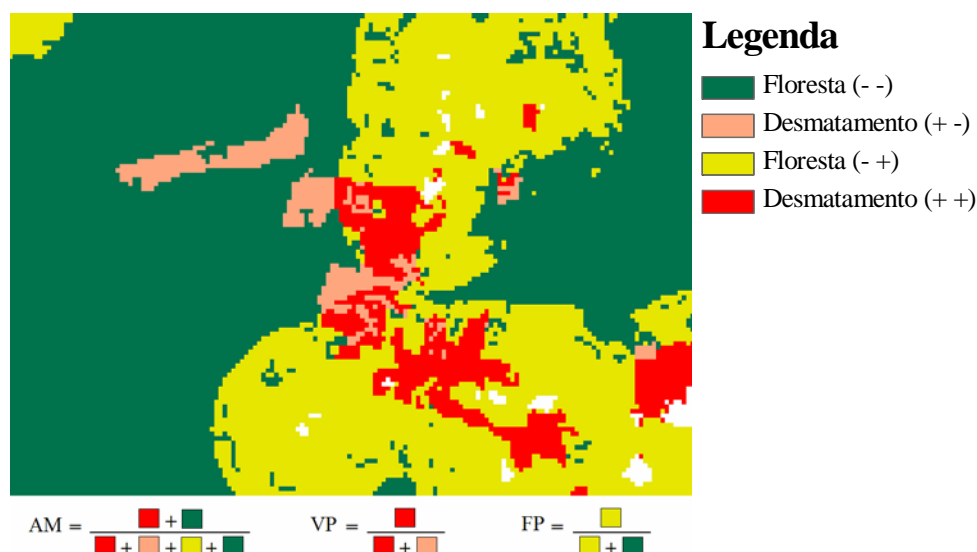 Legenda
Floresta (- -)
Desmatamento (+ -)
Floresta (- +)
Desmatamento (+ +)
AM = + / + + +
VP = / +
FP = / +